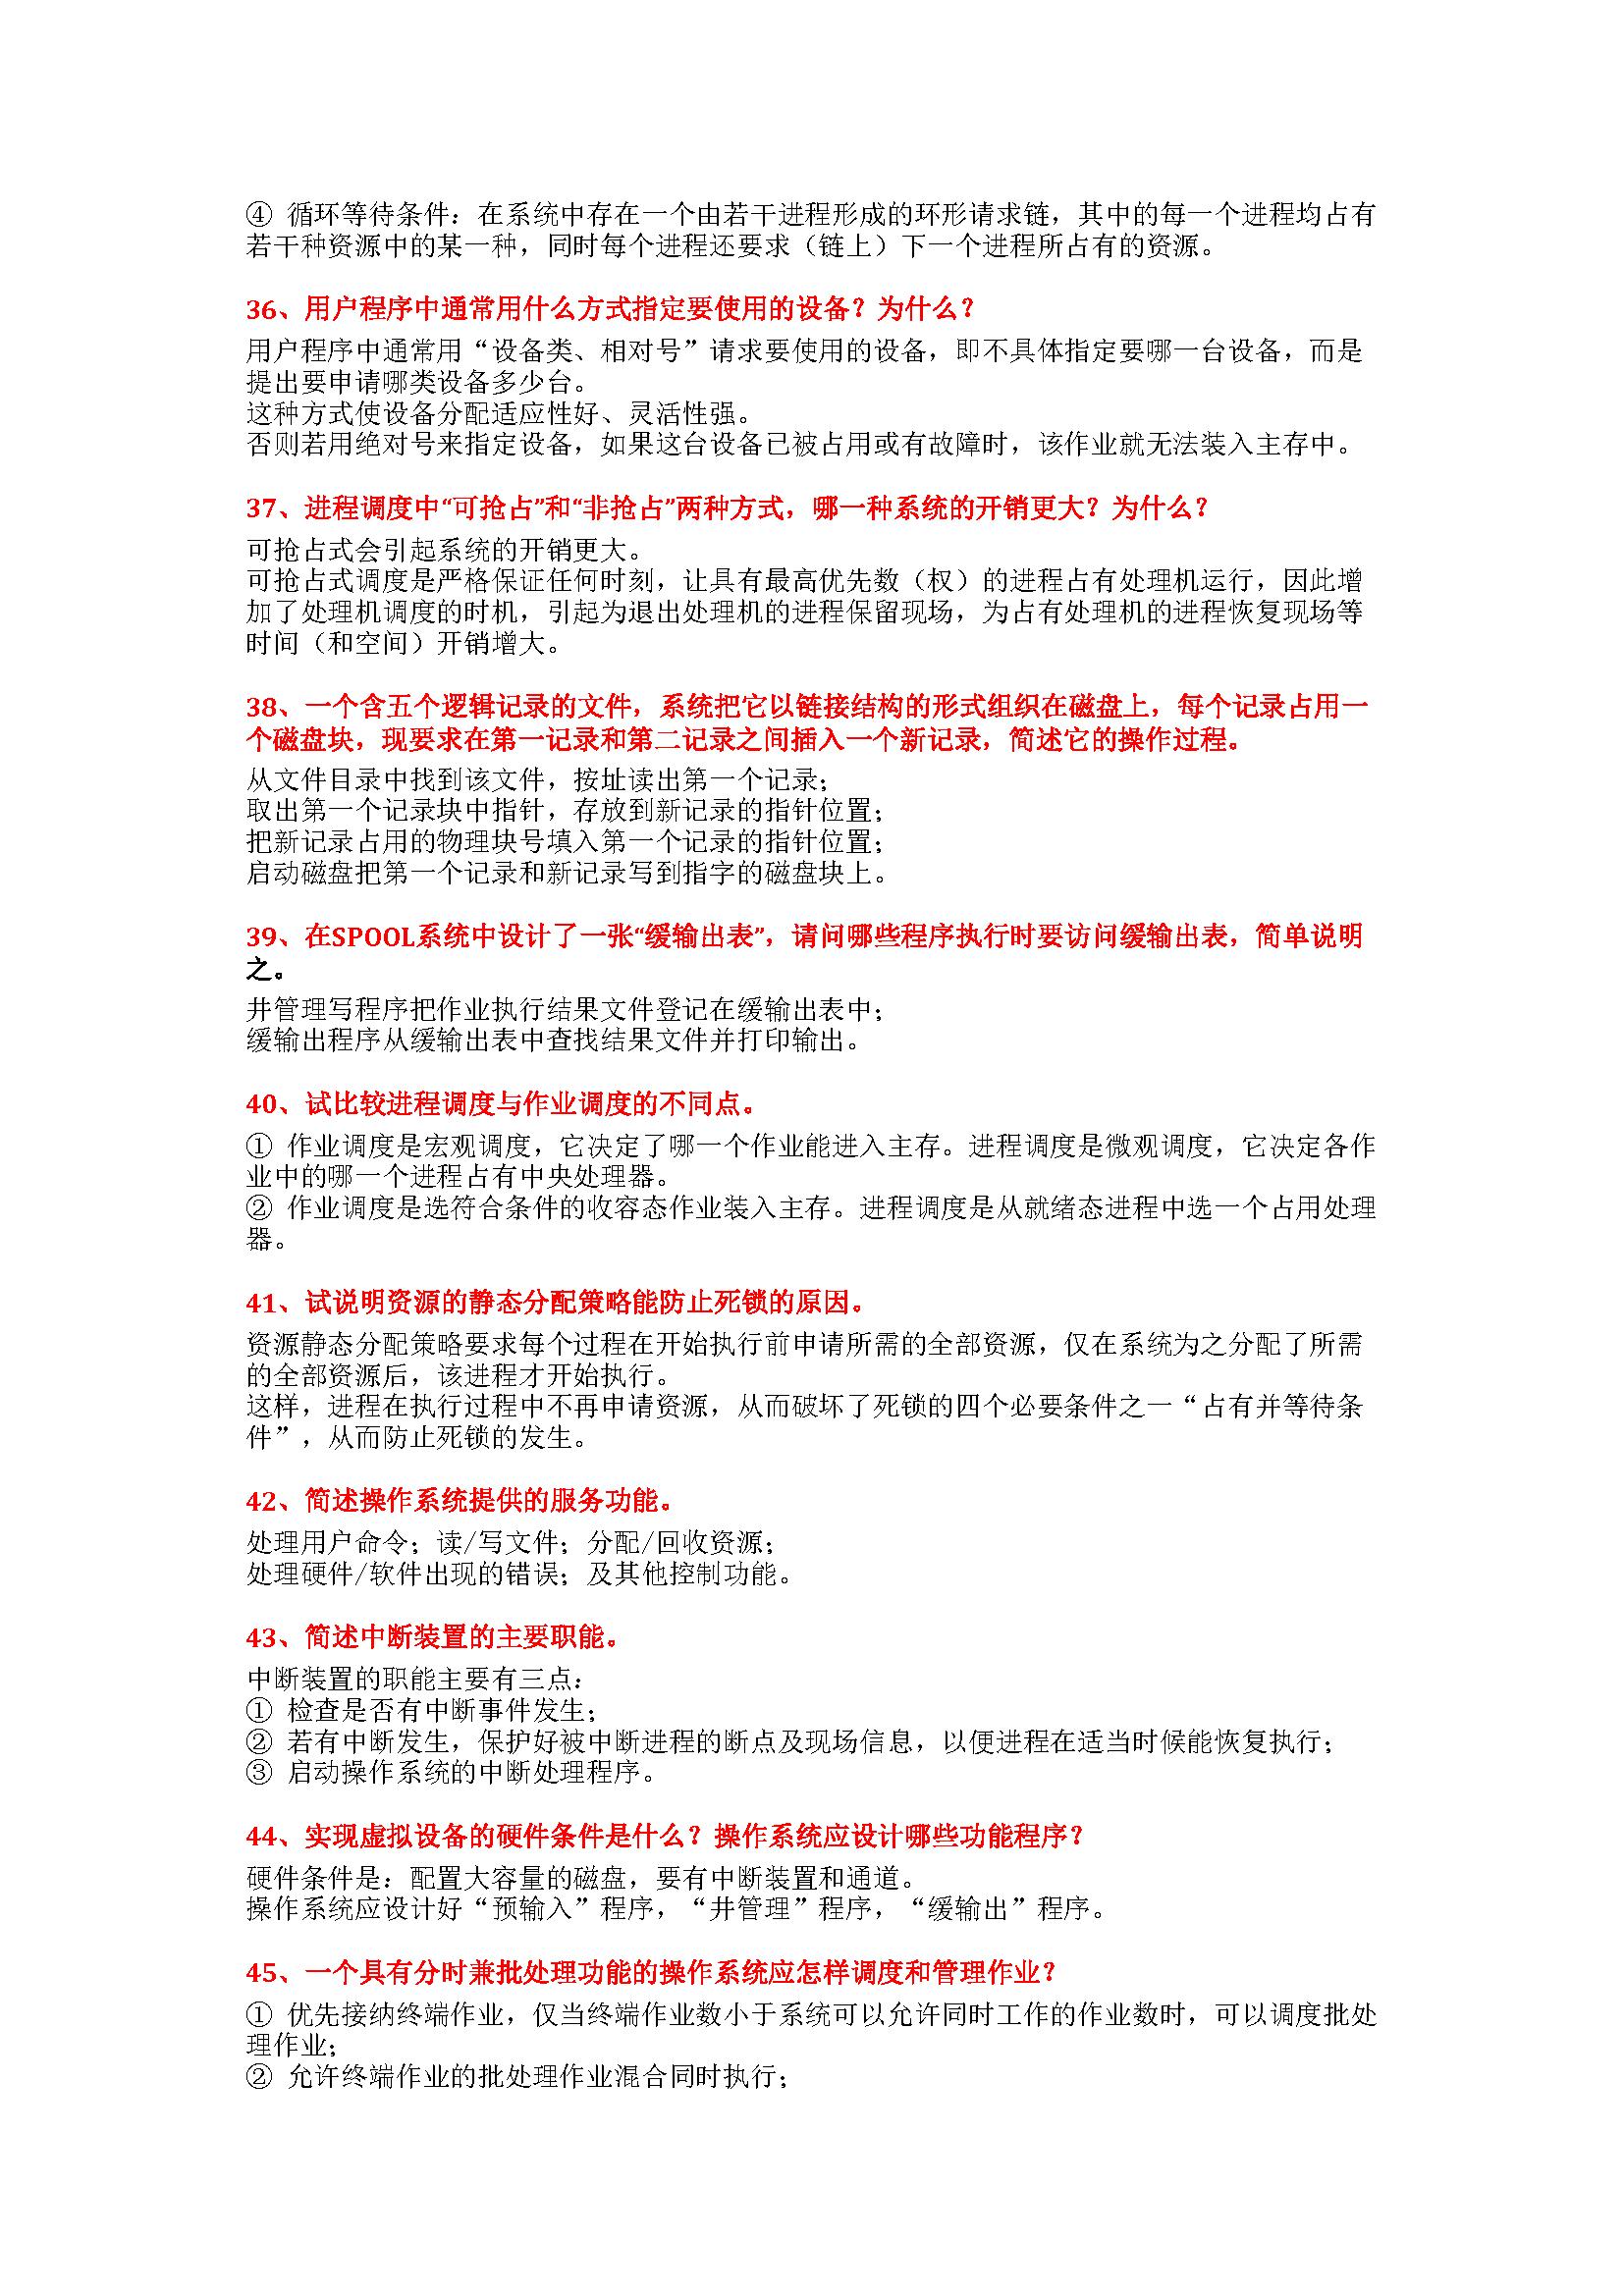 ④ 循环等待条件：在系统中存在一个由若干进程形成的环形请求链，其中的每一个进程均占有
若干种资源中的某一种，同时每个进程还要求（链上）下一个进程所占有的资源。
36、用户程序中通常用什么方式指定要使用的设备？为什么？
用户程序中通常用“设备类、相对号”请求要使用的设备，即不具体指定要哪一台设备，而是
提出要申请哪类设备多少台。
这种方式使设备分配适应性好、灵活性强。
否则若用绝对号来指定设备，如果这台设备已被占用或有故障时，该作业就无法装入主存中。
37、进程调度中“可抢占”和“非抢占”两种方式，哪一种系统的开销更大？为什么？
可抢占式会引起系统的开销更大。
可抢占式调度是严格保证任何时刻，让具有最高优先数（权）的进程占有处理机运行，因此增
加了处理机调度的时机，引起为退出处理机的进程保留现场，为占有处理机的进程恢复现场等
时间（和空间）开销增大。
38、一个含五个逻辑记录的文件，系统把它以链接结构的形式组织在磁盘上，每个记录占用一
个磁盘块，现要求在第一记录和第二记录之间插入一个新记录，简述它的操作过程。
从文件目录中找到该文件，按址读出第一个记录；
取出第一个记录块中指针，存放到新记录的指针位置；
把新记录占用的物理块号填入第一个记录的指针位置；
启动磁盘把第一个记录和新记录写到指字的磁盘块上。
39、在SPOOL系统中设计了一张“缓输出表”，请问哪些程序执行时要访问缓输出表，简单说明
之。
井管理写程序把作业执行结果文件登记在缓输出表中；
缓输出程序从缓输出表中查找结果文件并打印输出。
40、试比较进程调度与作业调度的不同点。
① 作业调度是宏观调度，它决定了哪一个作业能进入主存。进程调度是微观调度，它决定各作
业中的哪一个进程占有中央处理器。
② 作业调度是选符合条件的收容态作业装入主存。进程调度是从就绪态进程中选一个占用处理
器。
41、试说明资源的静态分配策略能防止死锁的原因。
资源静态分配策略要求每个过程在开始执行前申请所需的全部资源，仅在系统为之分配了所需
的全部资源后，该进程才开始执行。
这样，进程在执行过程中不再申请资源，从而破坏了死锁的四个必要条件之一“占有并等待条
件”，从而防止死锁的发生。
42、简述操作系统提供的服务功能。
处理用户命令；读/写文件；分配/回收资源；
处理硬件/软件出现的错误；及其他控制功能。
43、简述中断装置的主要职能。
中断装置的职能主要有三点：
① 检查是否有中断事件发生；
② 若有中断发生，保护好被中断进程的断点及现场信息，以便进程在适当时候能恢复执行；
③ 启动操作系统的中断处理程序。
44、实现虚拟设备的硬件条件是什么？操作系统应设计哪些功能程序？
硬件条件是：配置大容量的磁盘，要有中断装置和通道。
操作系统应设计好“预输入”程序，“井管理”程序，“缓输出”程序。
45、一个具有分时兼批处理功能的操作系统应怎样调度和管理作业？
① 优先接纳终端作业，仅当终端作业数小于系统可以允许同时工作的作业数时，可以调度批处
理作业；
② 允许终端作业的批处理作业混合同时执行；